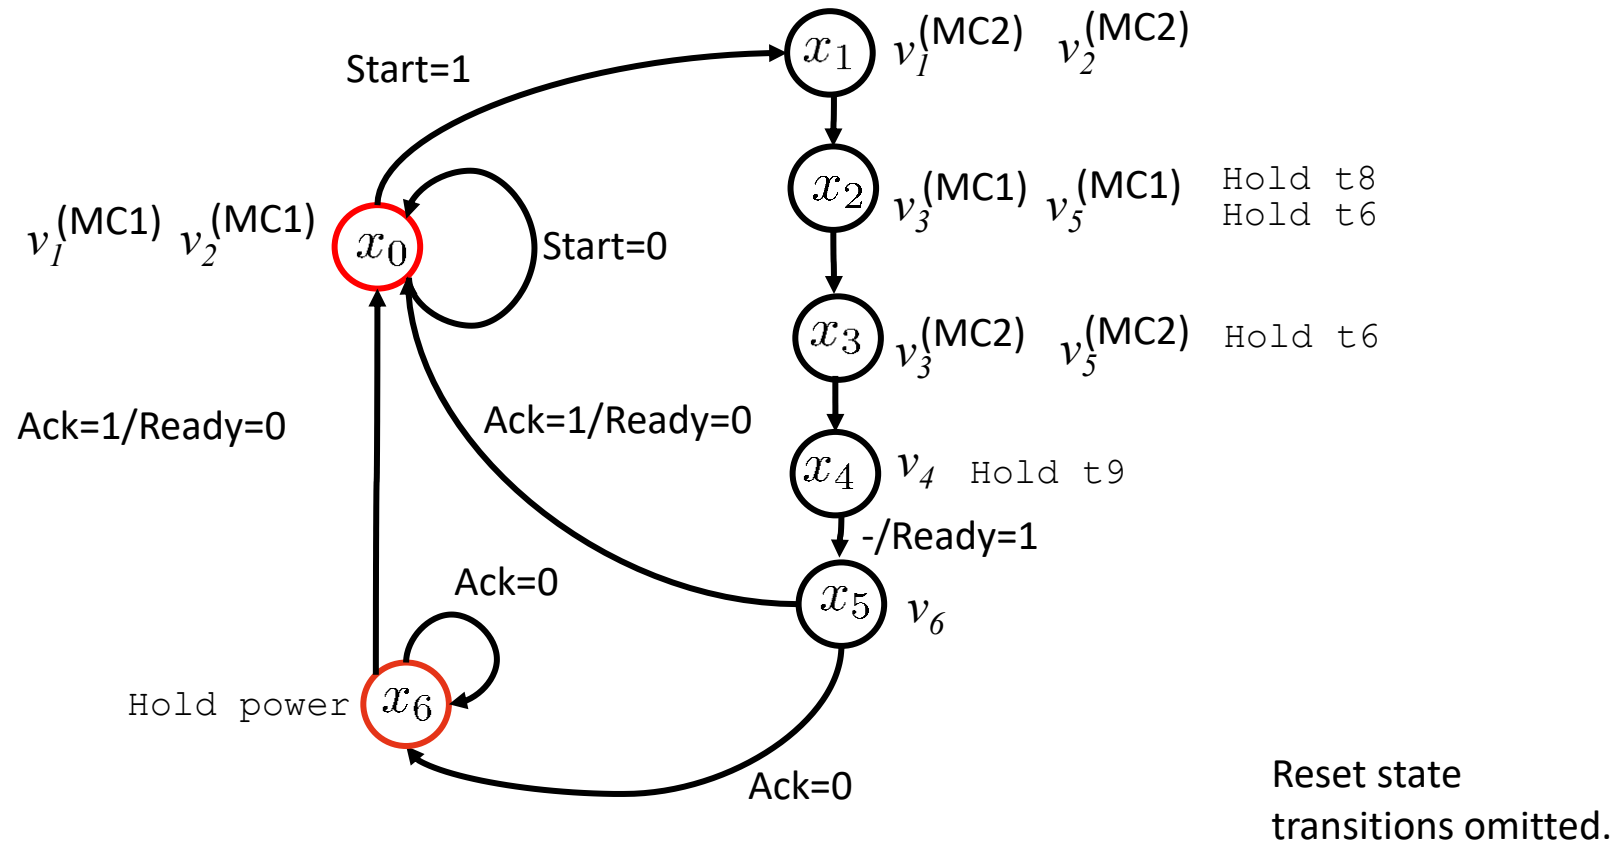 x1 v1(MC2) v2(MC2)
Start=1
x2 v3(MC1) v5(MC1) Hold t8
Hold t6
v1(MC1) v2(MC1) x0
Start=0
x3 v3(MC2) v5(MC2) Hold t6
Ack=1/Ready=0
Ack=1/Ready=0
x4 v4 Hold t9
-/Ready=1
x5 v6
Ack=0
Hold power x6
Ack=0
Reset state
transitions omitted.